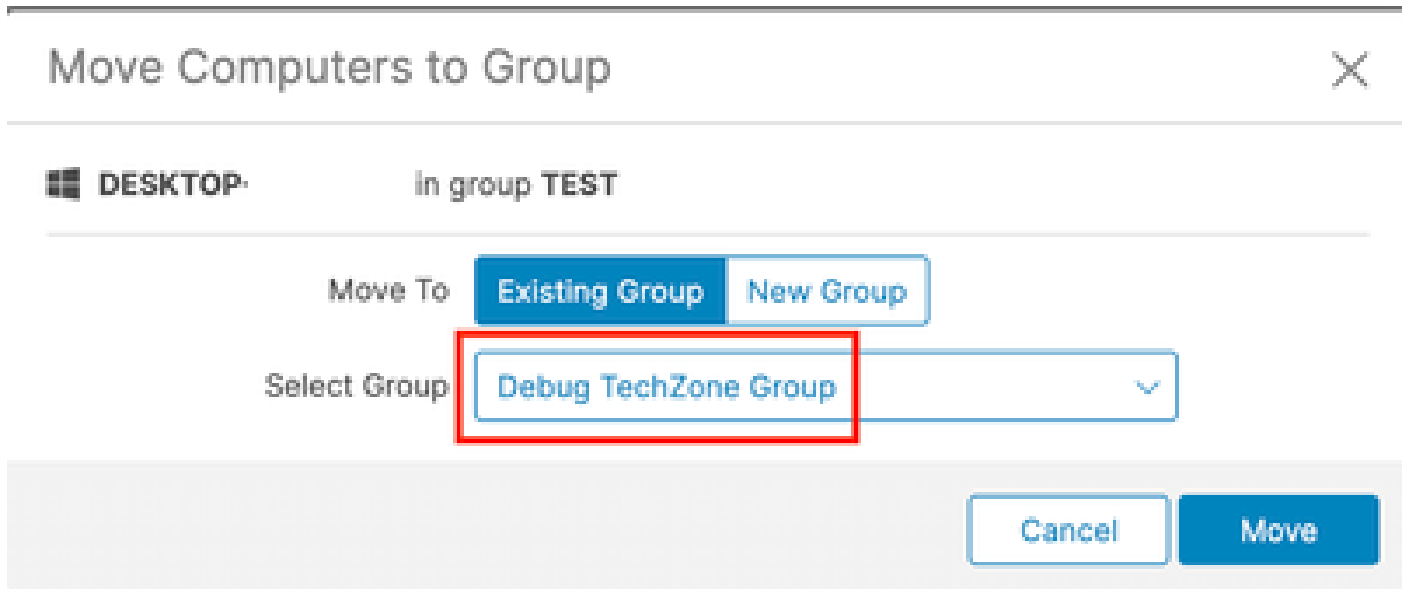 Move Computers to Group
DESKTOP- in group TEST
Move To Existing Group New Group
Select Group Debug TechZone Group
Cancel Move